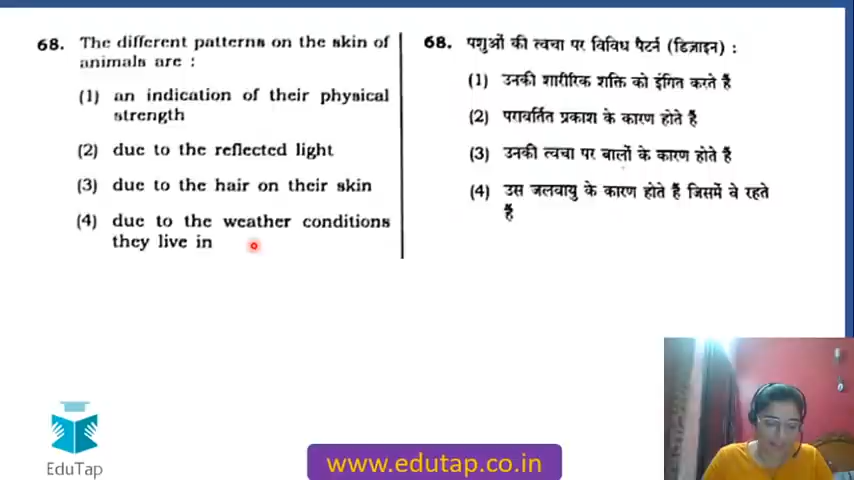 68. The different patterns on the skin of
animals are :
(1) an indication of their physical
strength
(2) due to the reflected light
(3) due to the hair on their skin
(4) due to the weather conditions
they live in
68. पशुओं की त्वचा पर विविध पैटर्न (डिज़ाइन) :
(1) उनकी शारीरिक शक्ति को इंगित करते हैं
(2) परावर्तित प्रकाश के कारण होते हैं
(3) उनकी त्वचा पर बालों के कारण होते हैं
(4) उस जलवायु के कारण होते हैं जिसमें वे रहते
हैं
EduTap
www.edutap.co.in